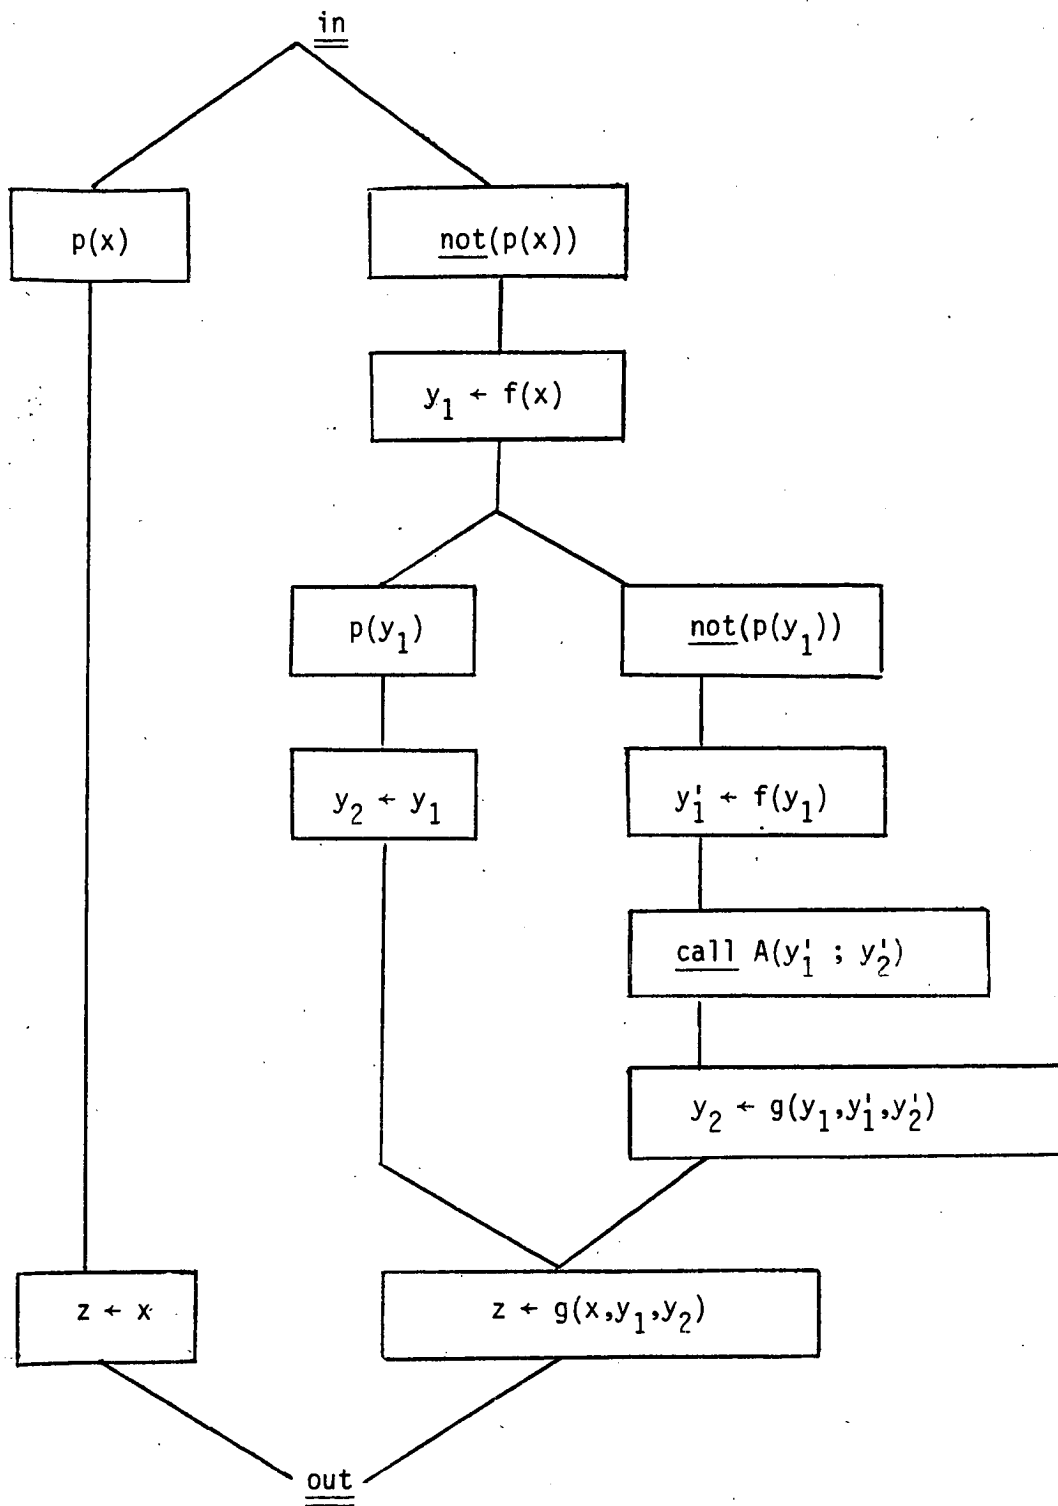 in
p(x)
not(p(x))
y₁ ← f(x)
p(y₁)
not(p(y₁))
y₂ ← y₁
y₁' ← f(y₁)
call A(y₁' ; y₂')
y₂ ← g(y₁,y₁',y₂')
z ← x
z ← g(x,y₁,y₂)
out